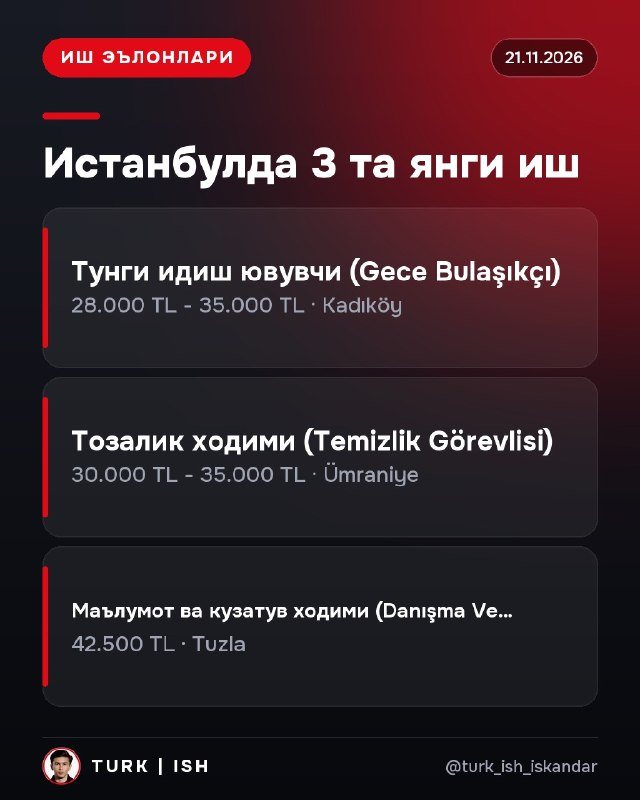 ИШ ЭЪЛОНЛАРИ
21.11.2026
Истанбулда 3 та янги иш
Тунги идиш ювувчи (Gece Bulaşıkçı)
28.000 TL - 35.000 TL · Kadıköy
Тозалик ходими (Temizlik Görevlisi)
30.000 TL - 35.000 TL · Ümraniye
Маълумот ва кузатув ходими (Danışma Ve...
42.500 TL · Tuzla
TURK | ISH
@turk_ish_iskandar